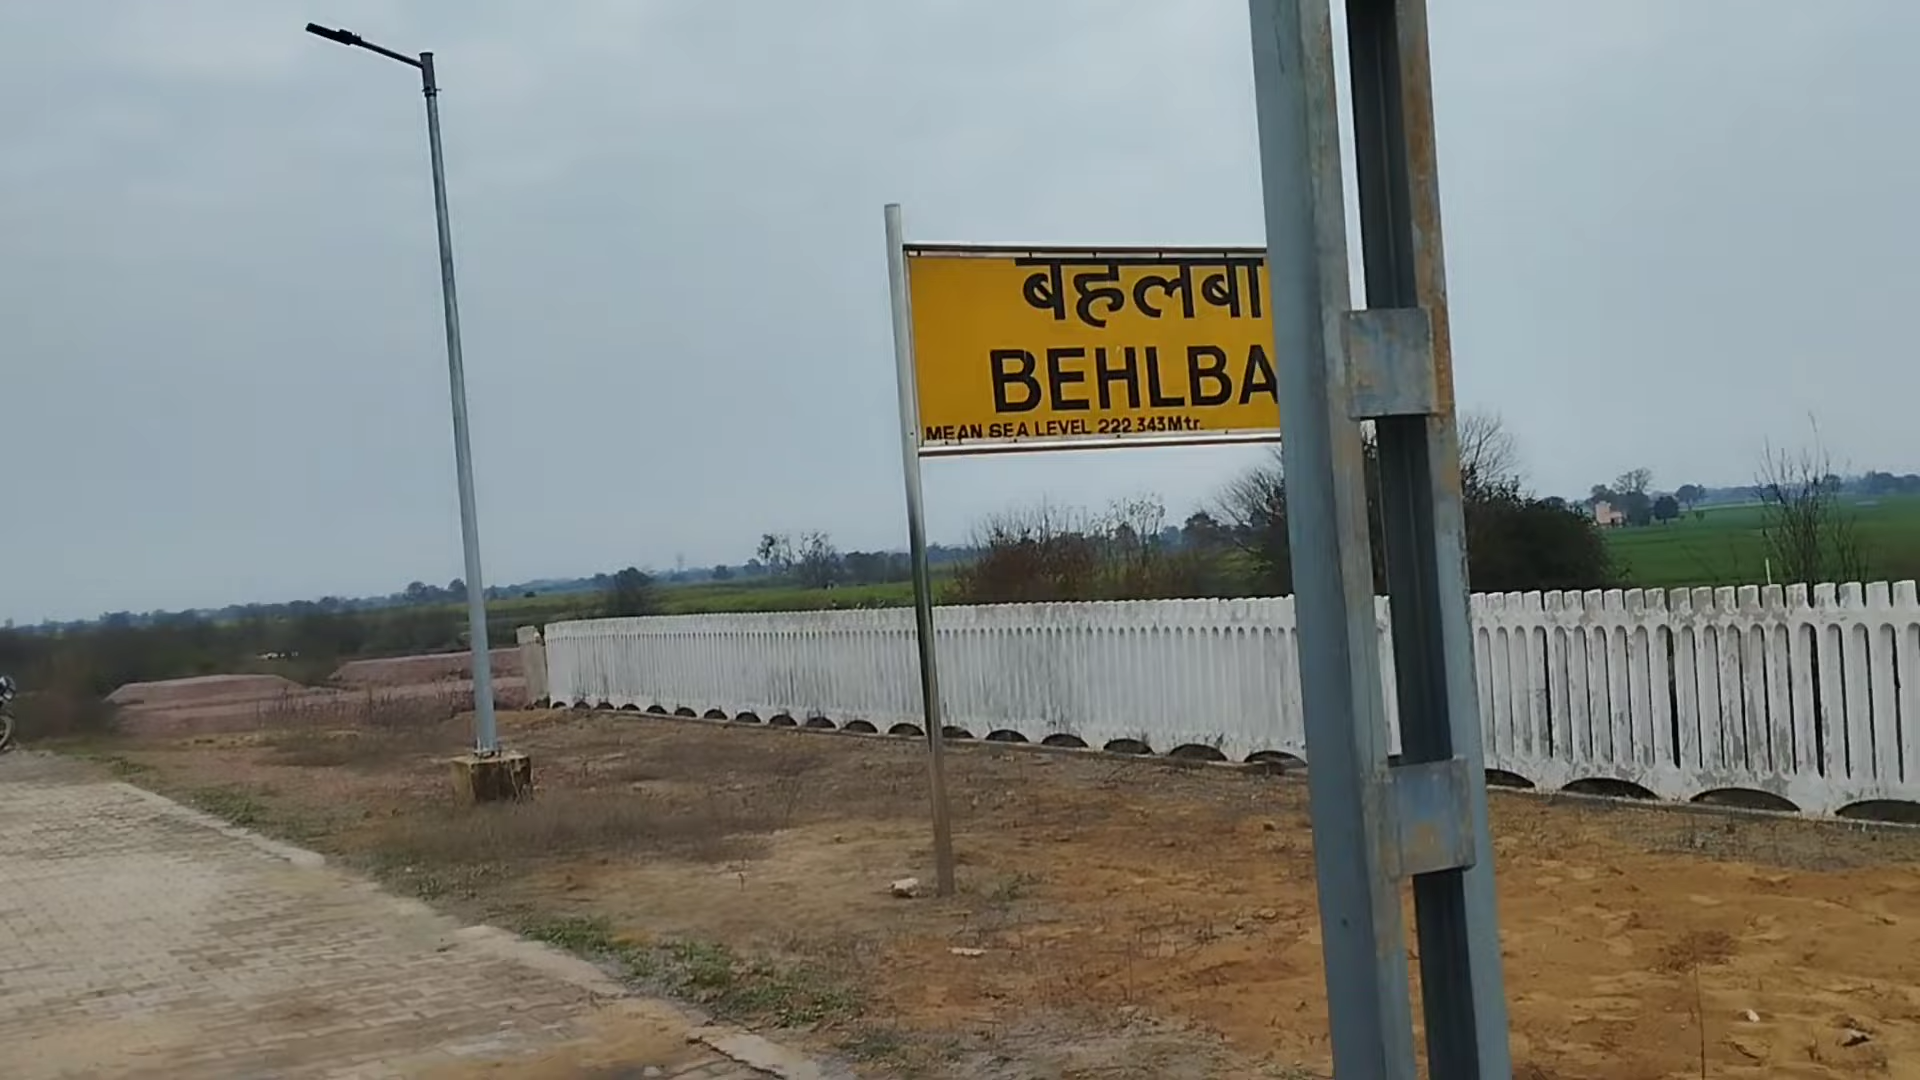 बहलबा
BEHLBA
MEAN SEA LEVEL 222.343Mtr.